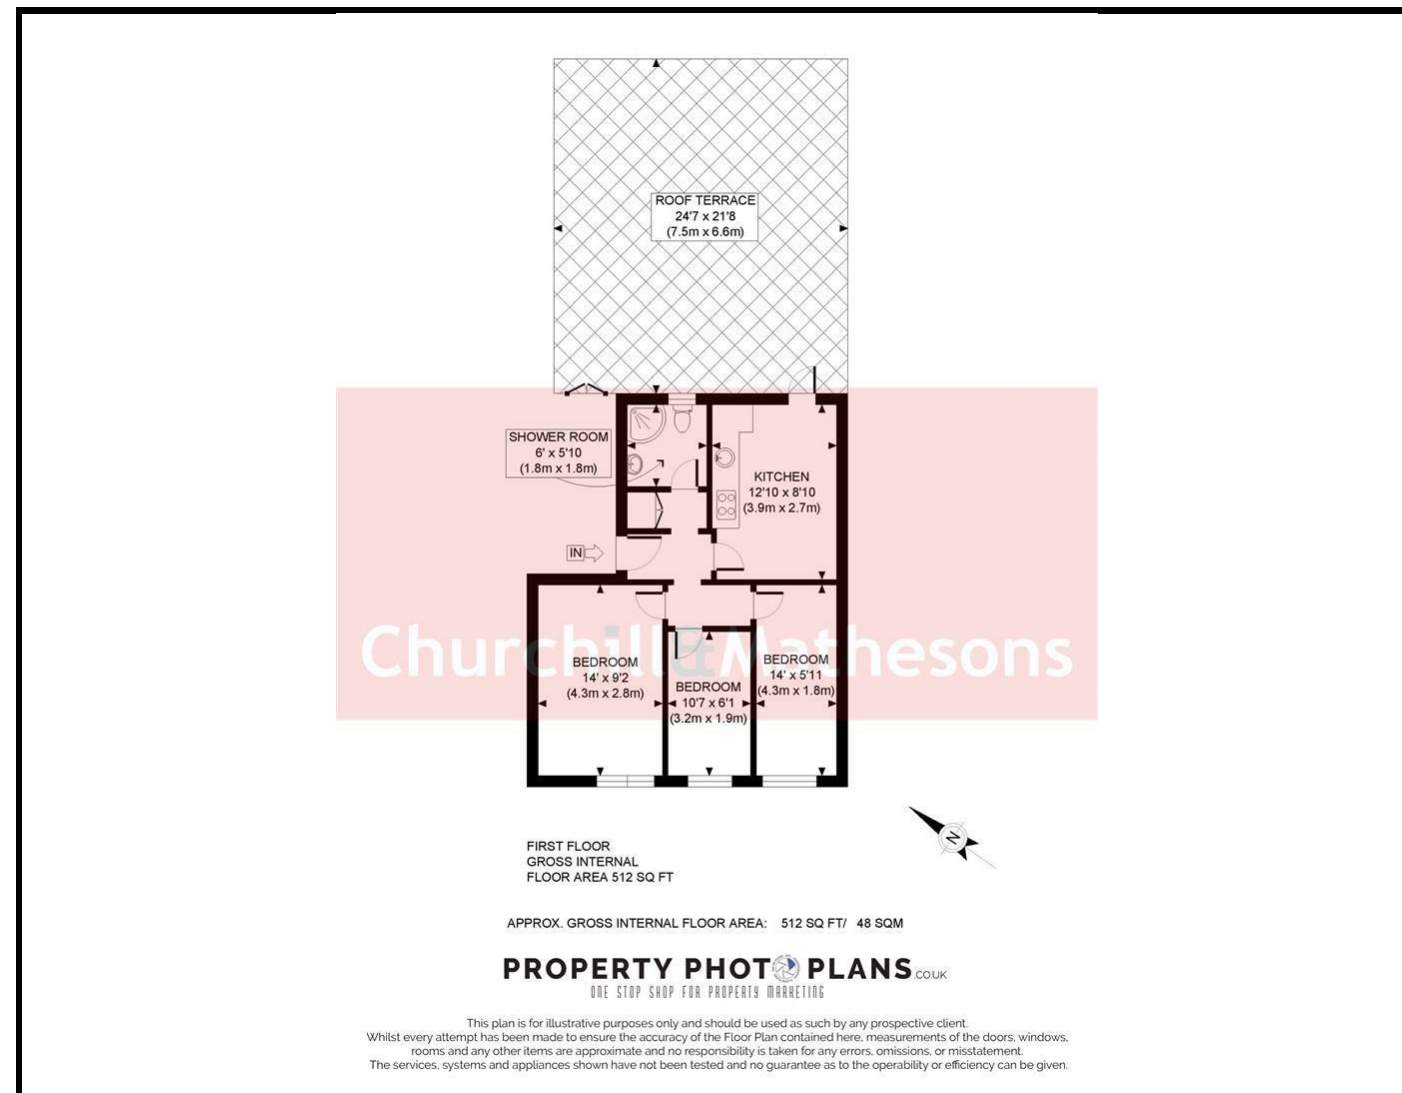 ROOF TERRACE
24'7 x 21'8
(7.5m x 6.6m)
SHOWER ROOM
6' x 5'10
(1.8m x 1.8m)
KITCHEN
12'10 x 8'10
(3.9m x 2.7m)
IN
Churchill&Mathesons
BEDROOM
14' x 9'2
(4.3m x 2.8m)
BEDROOM
10'7 x 6'1
(3.2m x 1.9m)
BEDROOM
14' x 5'11
(4.3m x 1.8m)
N
FIRST FLOOR
GROSS INTERNAL
FLOOR AREA 512 SQ FT
APPROX. GROSS INTERNAL FLOOR AREA: 512 SQ FT/ 48 SQM
PROPERTY PHOTO PLANS.CO.UK
ONE STOP SHOP FOR PROPERTY MARKETING
This plan is for illustrative purposes only and should be used as such by any prospective client.
Whilst every attempt has been made to ensure the accuracy of the Floor Plan contained here, measurements of the doors, windows,
rooms and any other items are approximate and no responsibility is taken for any errors, omissions, or misstatement.
The services, systems and appliances shown have not been tested and no guarantee as to the operability or efficiency can be given.